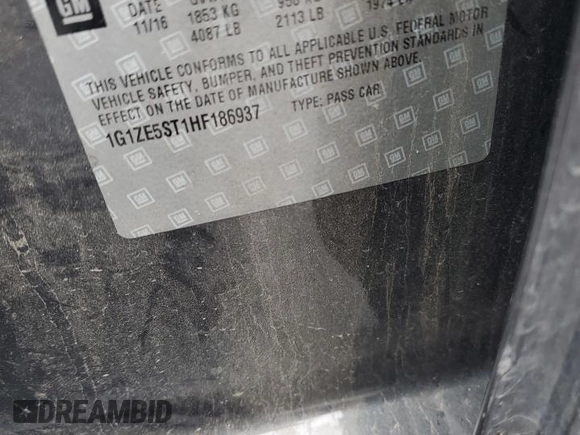 GM
DATE
11/16 1853 KG
4087 LB 2113 LB
THIS VEHICLE CONFORMS TO ALL APPLICABLE U.S. FEDERAL MOTOR
VEHICLE SAFETY, BUMPER, AND THEFT PREVENTION STANDARDS IN
EFFECT ON THE DATE OF MANUFACTURE SHOWN ABOVE.
1G1ZE5ST1HF186937 TYPE: PASS CAR
DREAMBID